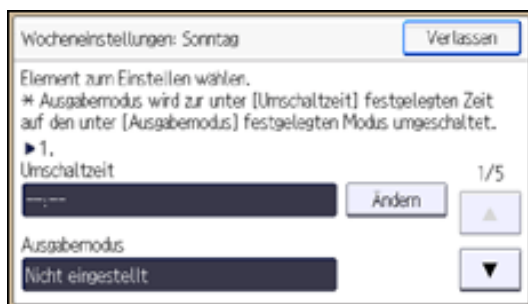 Wocheneinstellungen: Sonntag
Verlassen
Element zum Einstellen wählen.
* Ausgabemodus wird zur unter [Umschaltzeit] festgelegten Zeit
auf den unter [Ausgabemodus] festgelegten Modus umgeschaltet.
►1.
Umschaltzeit
1/5
--:--
Ändern
▲
Ausgabemodus
Nicht eingestellt
▼